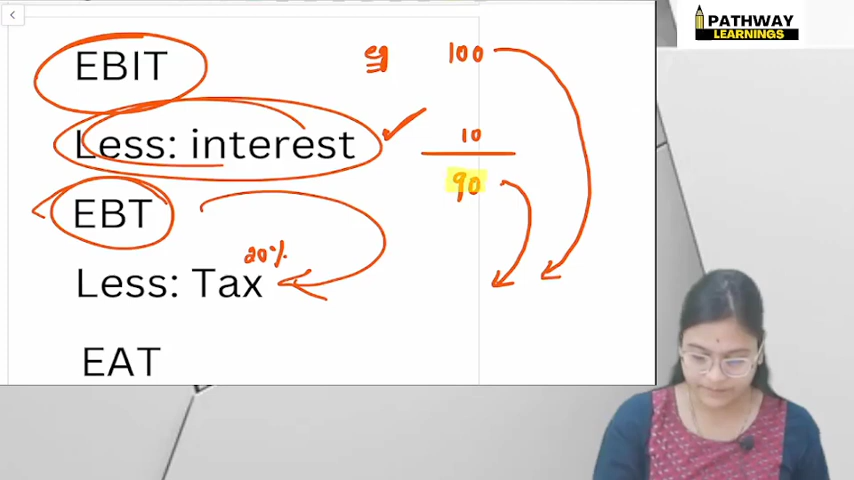 PATHWAY
LEARNINGS
EBIT eg 100
Less: interest 10
EBT 90
20%
Less: Tax
EAT